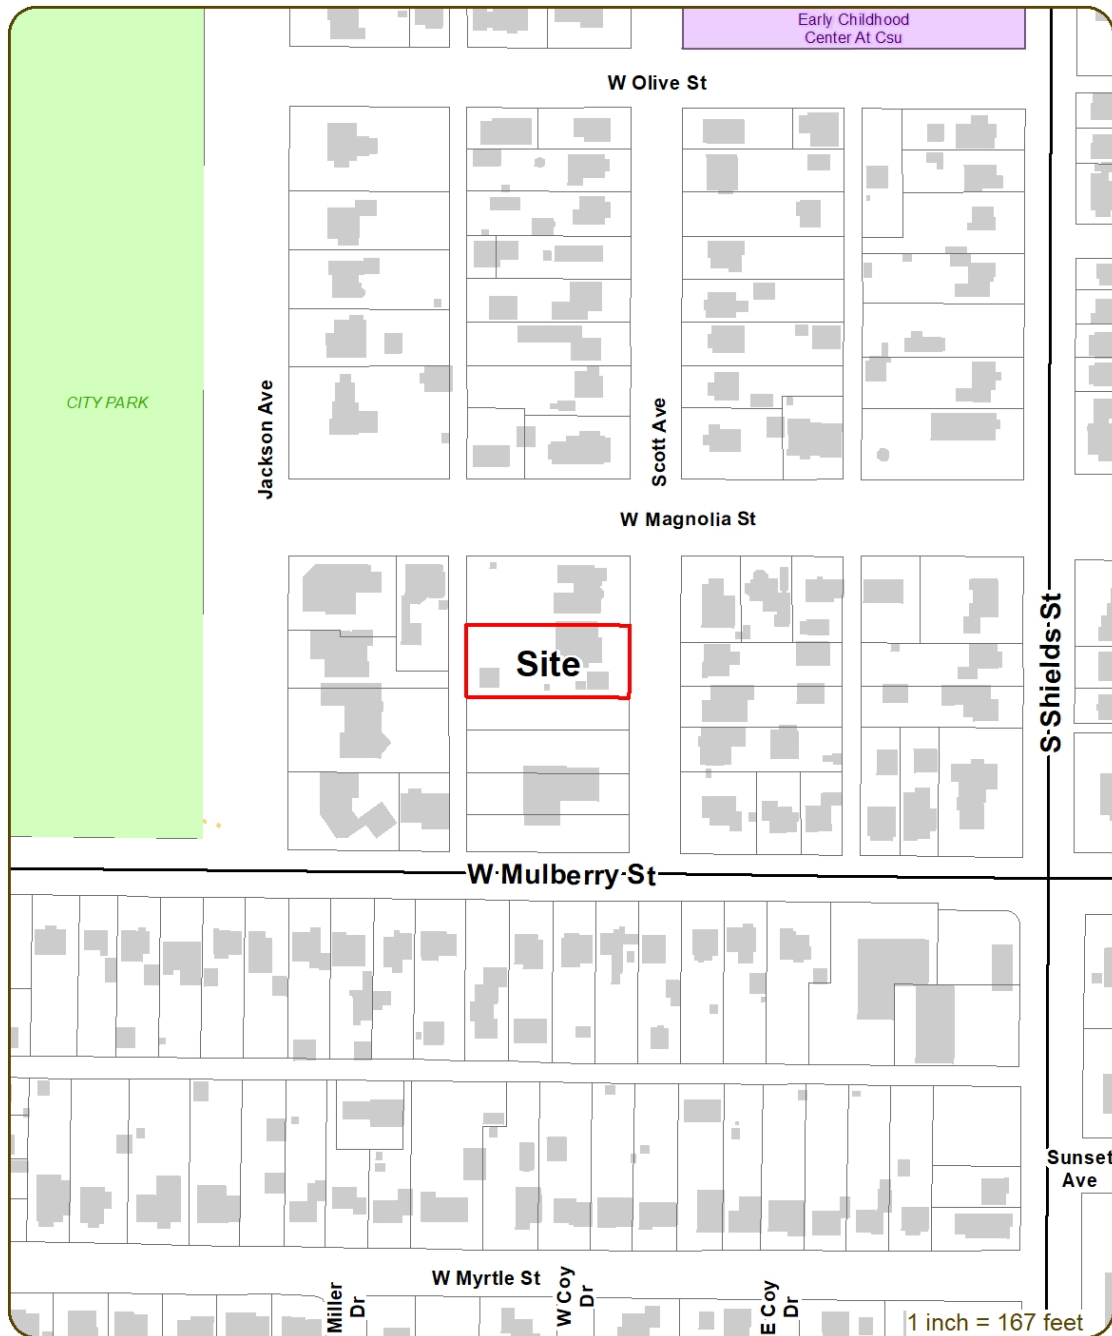 Early Childhood
Center At Csu
W Olive St
CITY PARK
Jackson Ave
Scott Ave
W Magnolia St
S Shields St
Site
W Mulberry St
Sunset
Ave
W Myrtle St
Miller
Dr
W Coy
Dr
E Coy
Dr
1 inch = 167 feet